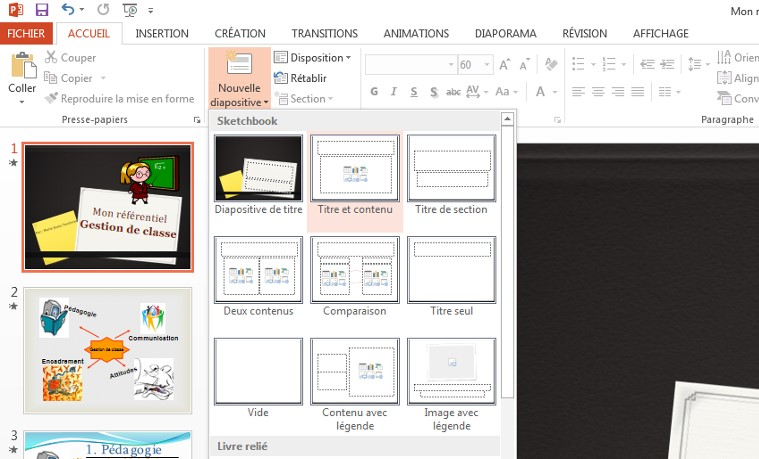 Mon r
FICHIER ACCUEIL INSERTION CRÉATION TRANSITIONS ANIMATIONS DIAPORAMA RÉVISION AFFICHAGE
Coller
Couper
Copier
Reproduire la mise en forme
Presse-papiers
Nouvelle
diapositive
Disposition
Rétablir
Section
60
G I S S abc AV Aa A
Orien
Align
Conv
Paragraphe
Sketchbook
Diapositive de titre Titre et contenu Titre de section
Deux contenus Comparaison Titre seul
Vide Contenu avec légende Image avec légende
Livre relié
1
Mon référentiel
Gestion de classe
2
Pédagogie
Communication
Gestion de classe
Encadrement
Attitudes
3
1. Pédagogie